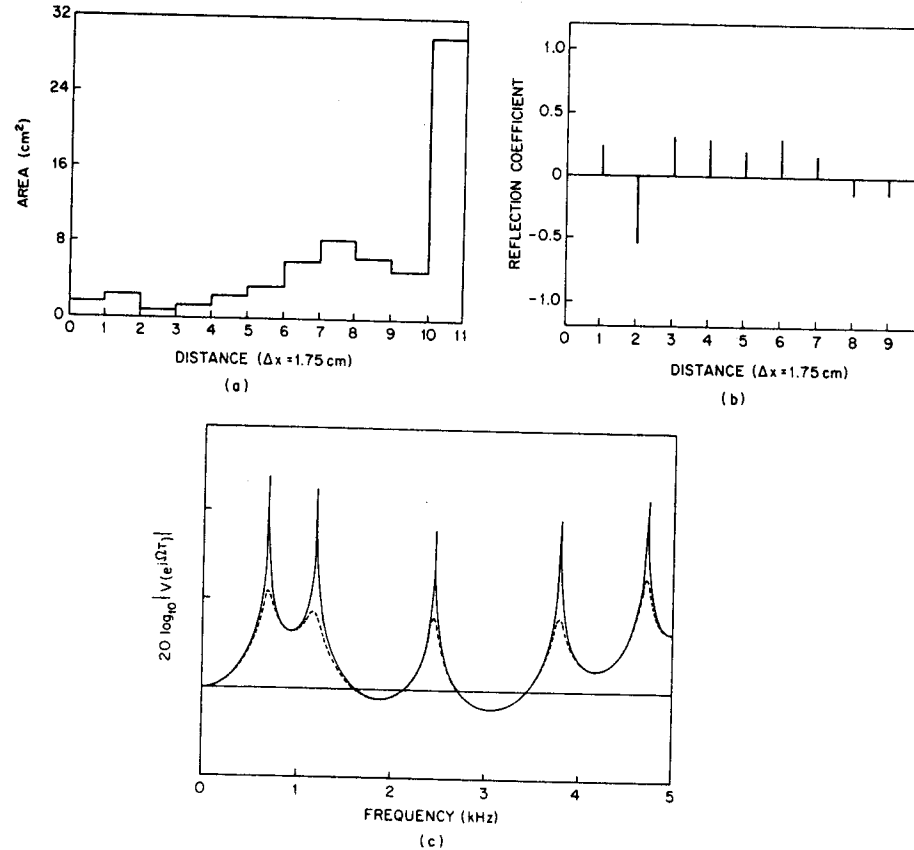 32
24
16
8
0
AREA (cm²)
0 1 2 3 4 5 6 7 8 9 10 11
DISTANCE (Δx = 1.75 cm)
(a)
1.0
0.5
0
-0.5
-1.0
REFLECTION COEFFICIENT
0 1 2 3 4 5 6 7 8 9
DISTANCE (Δx = 1.75 cm)
(b)
20 log₁₀|V(e^{jΩT})|
0 1 2 3 4 5
FREQUENCY (kHz)
(c)